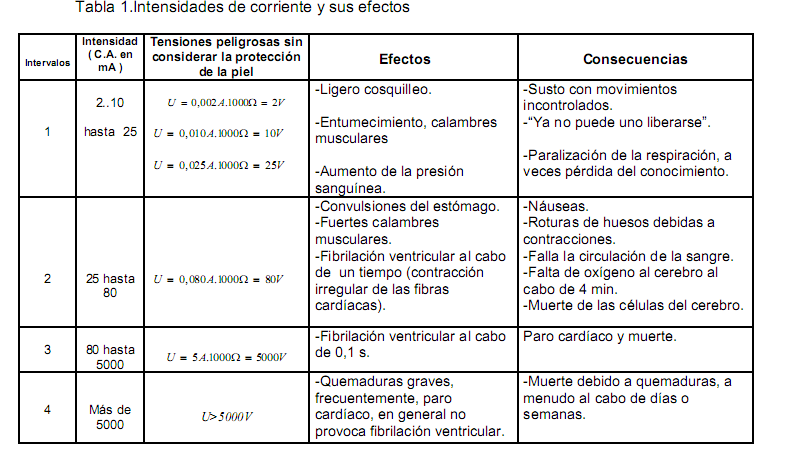 Tabla 1.Intensidades de corriente y sus efectos
Intervalos
Intensidad
( C.A. en
mA )
Tensiones peligrosas sin
considerar la protección
de la piel
Efectos
Consecuencias
1
2..10
hasta 25
U = 0,002A.1000Ω = 2V
U = 0,010A.1000Ω = 10V
U = 0,025A.1000Ω = 25V
-Ligero cosquilleo.
-Entumecimiento, calambres
musculares
-Aumento de la presión
sanguínea.
-Susto con movimientos
incontrolados.
-“Ya no puede uno liberarse”.
-Paralización de la respiración, a
veces pérdida del conocimiento.
2
25 hasta
80
U = 0,080A.1000Ω = 80V
-Convulsiones del estómago.
-Fuertes calambres
musculares.
-Fibrilación ventricular al cabo
de un tiempo (contracción
irregular de las fibras
cardíacas).
-Náuseas.
-Roturas de huesos debidas a
contracciones.
-Falla la circulación de la sangre.
-Falta de oxígeno al cerebro al
cabo de 4 min.
-Muerte de las células del cerebro.
3
80 hasta
5000
U = 5A.1000Ω = 5000V
-Fibrilación ventricular al cabo
de 0,1 s.
Paro cardíaco y muerte.
4
Más de
5000
U>5000V
-Quemaduras graves,
frecuentemente, paro
cardíaco, en general no
provoca fibrilación ventricular.
-Muerte debido a quemaduras, a
menudo al cabo de días o
semanas.